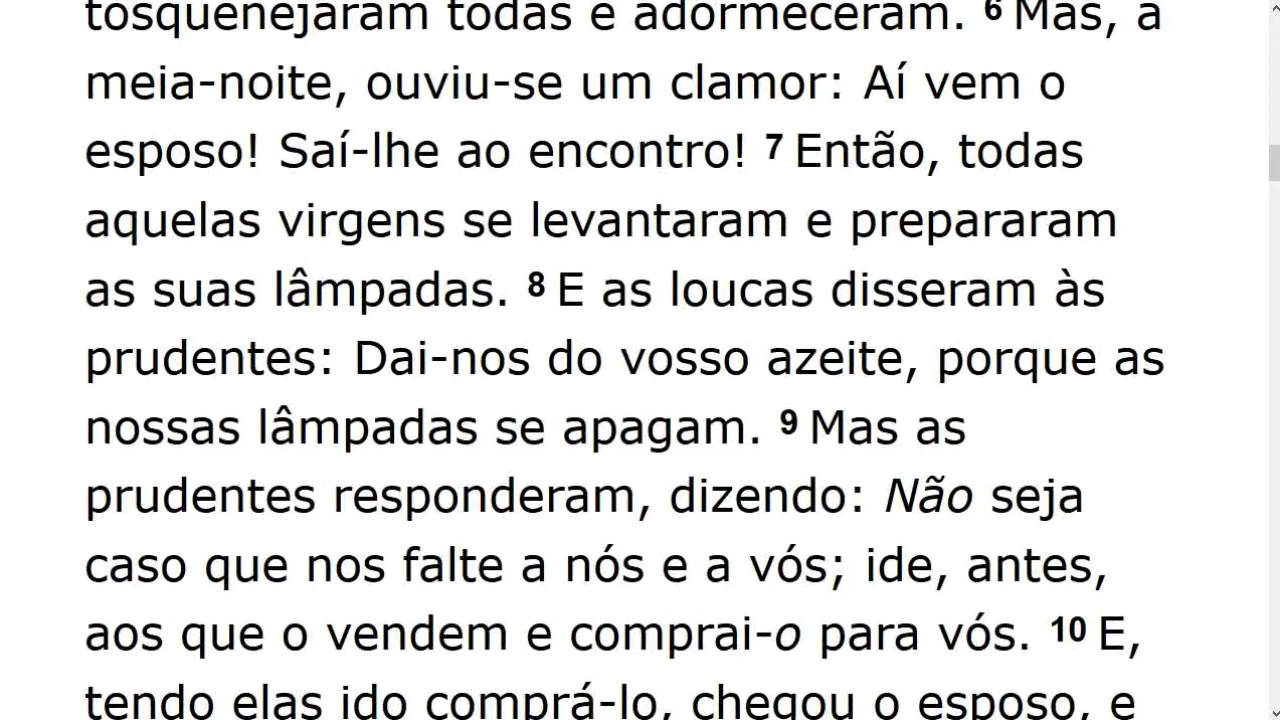 tosquenejaram todas e adormeceram. 6 Mas, à
meia-noite, ouviu-se um clamor: Aí vem o
esposo! Saí-lhe ao encontro! 7 Então, todas
aquelas virgens se levantaram e prepararam
as suas lâmpadas. 8 E as loucas disseram às
prudentes: Dai-nos do vosso azeite, porque as
nossas lâmpadas se apagam. 9 Mas as
prudentes responderam, dizendo: Não seja
caso que nos falte a nós e a vós; ide, antes,
aos que o vendem e comprai-o para vós. 10 E,
tendo elas ido comprá-lo, chegou o esposo, e